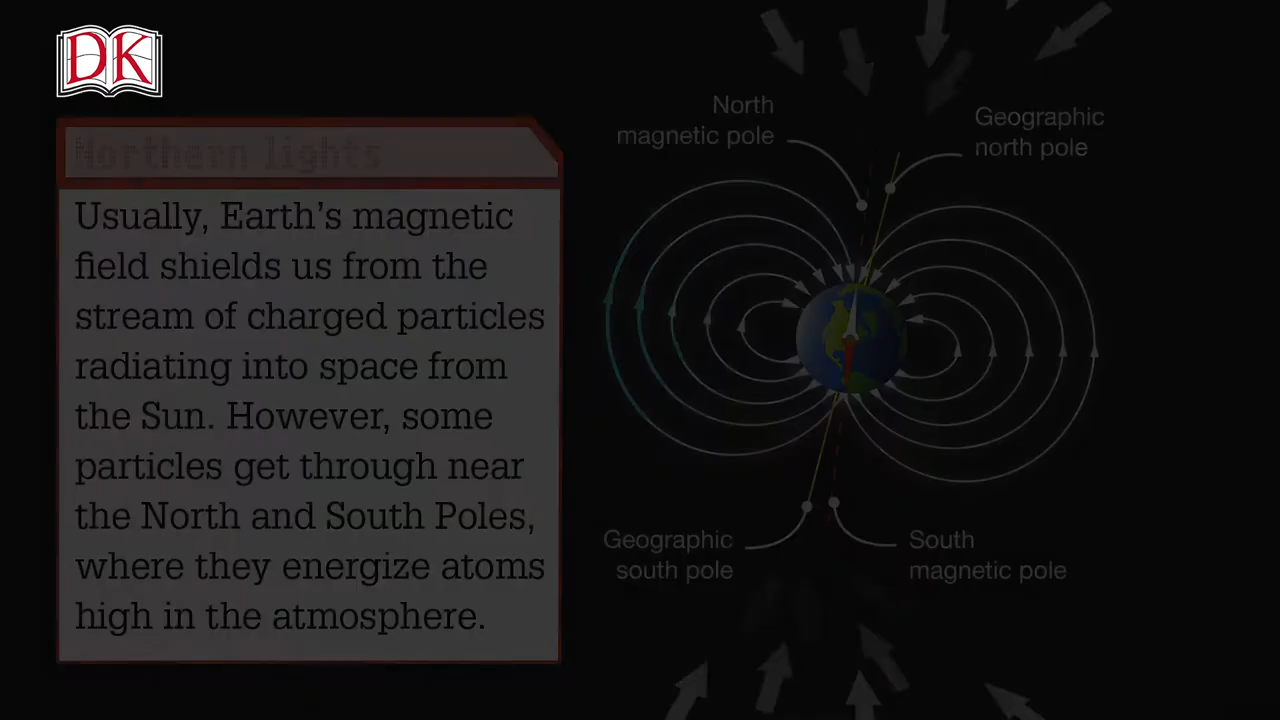 DK
Northern lights
Usually, Earth's magnetic
field shields us from the
stream of charged particles
radiating into space from
the Sun. However, some
particles get through near
the North and South Poles,
where they energize atoms
high in the atmosphere.
North
magnetic pole
Geographic
north pole
Geographic
south pole
South
magnetic pole